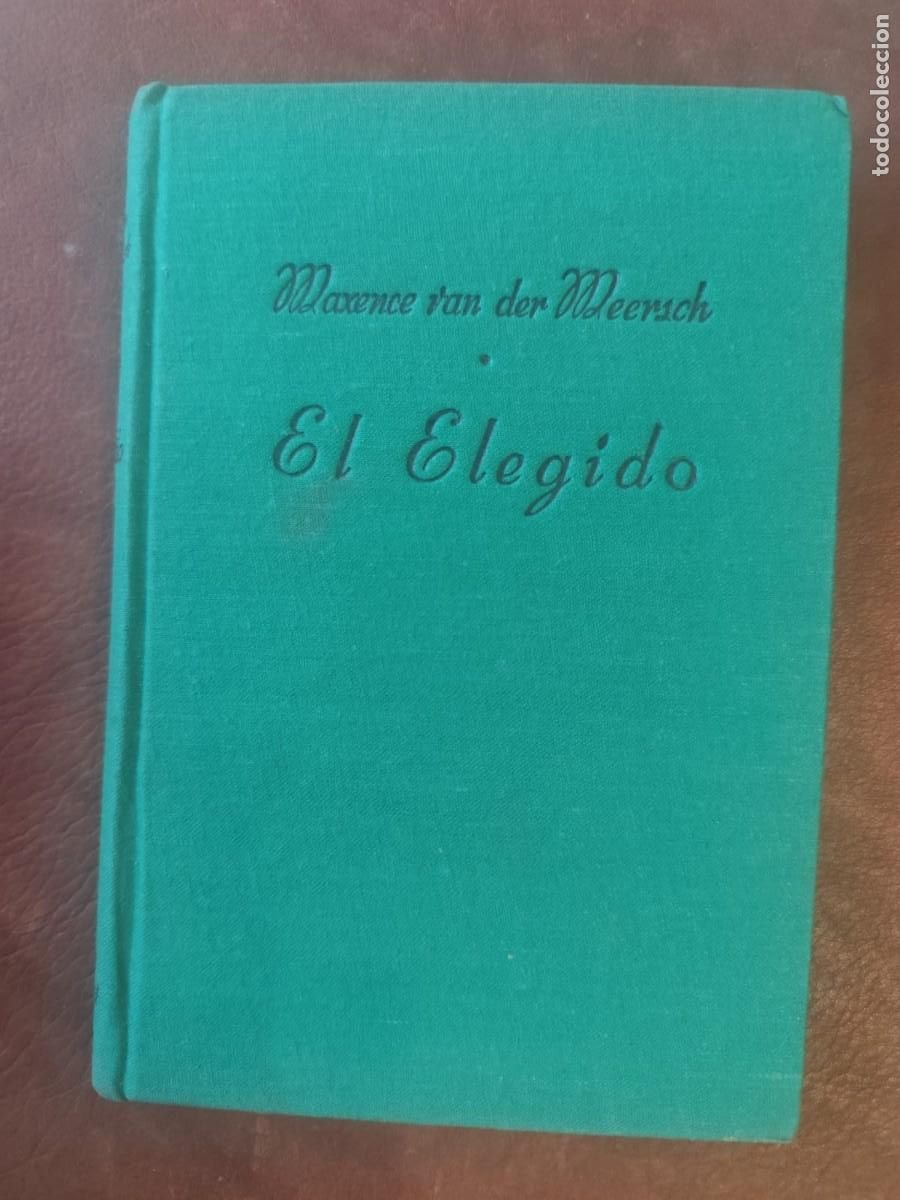 Maxence van der Meersch
El Elegido
todocoleccion